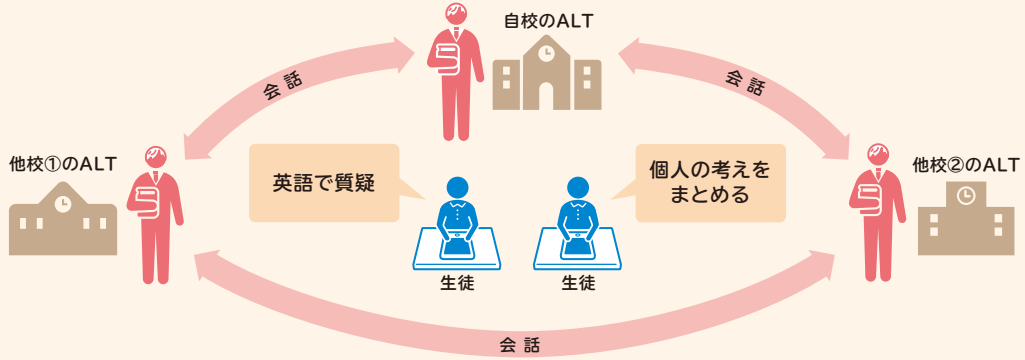 自校のALT
会話
会話
他校①のALT
他校②のALT
英語で質疑
個人の考えを
まとめる
生徒
生徒
会話